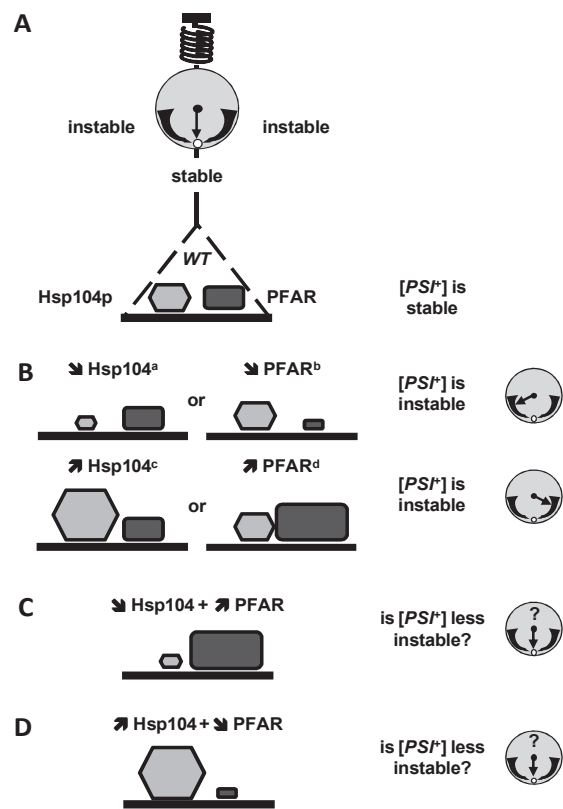 A
instable instable
stable
WT
Hsp104p PFAR
[PSI⁺] is
stable
B
➘ Hsp104ᵃ or ➘ PFARᵇ
[PSI⁺] is
instable
➚ Hsp104ᶜ or ➚ PFARᵈ
[PSI⁺] is
instable
C
➘ Hsp104 + ➚ PFAR
is [PSI⁺] less
instable?
?
D
➚ Hsp104 + ➘ PFAR
is [PSI⁺] less
instable?
?